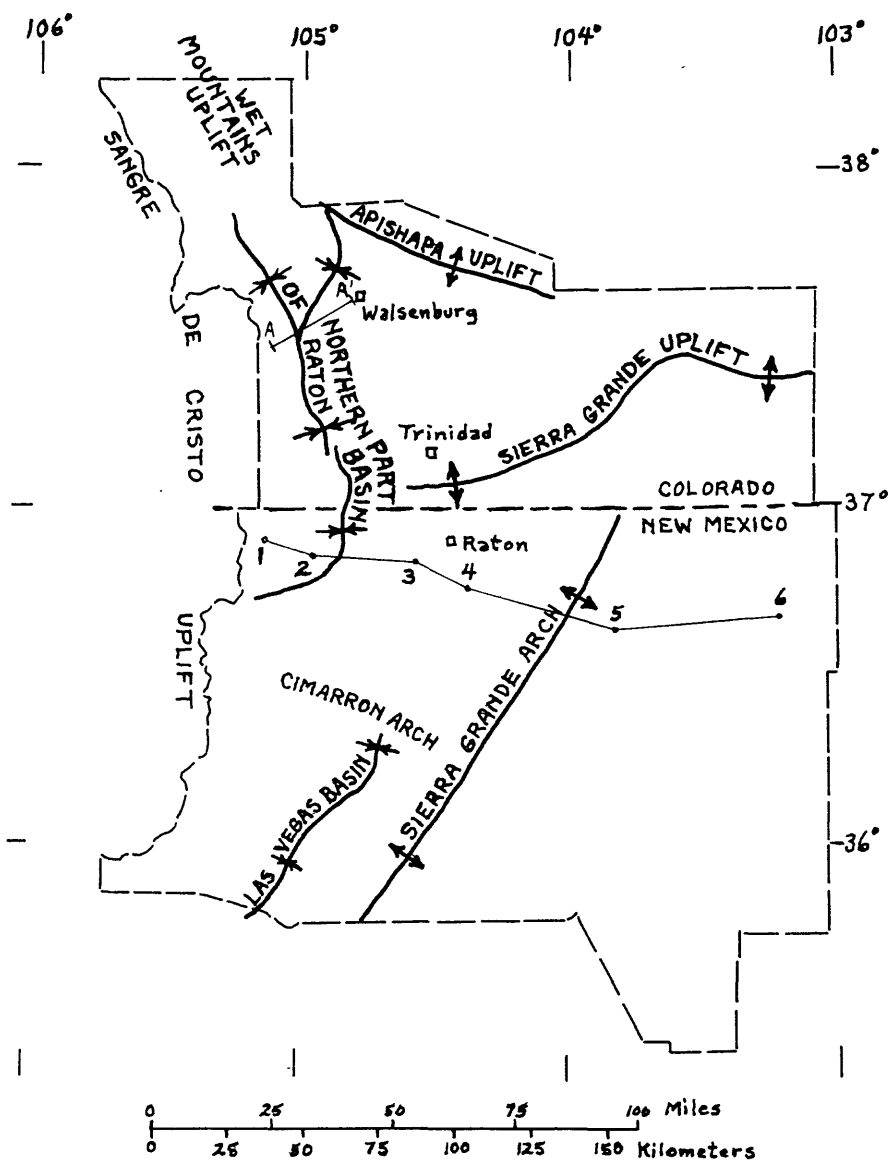 106°
105°
104°
103°
WET
MOUNTAINS
UPLIFT
SANGRE
DE CRISTO
UPLIFT
38°
APISHAPA UPLIFT
A
A'
Walsenburg
NORTHERN PART
OF
RATON
BASIN
SIERRA GRANDE UPLIFT
Trinidad
COLORADO
37°
NEW MEXICO
Raton
1
2
3
4
5
6
CIMARRON ARCH
SIERRA GRANDE ARCH
LAS VEGAS BASIN
36°
0 25 50 75 100 Miles
0 25 50 75 100 125 150 Kilometers